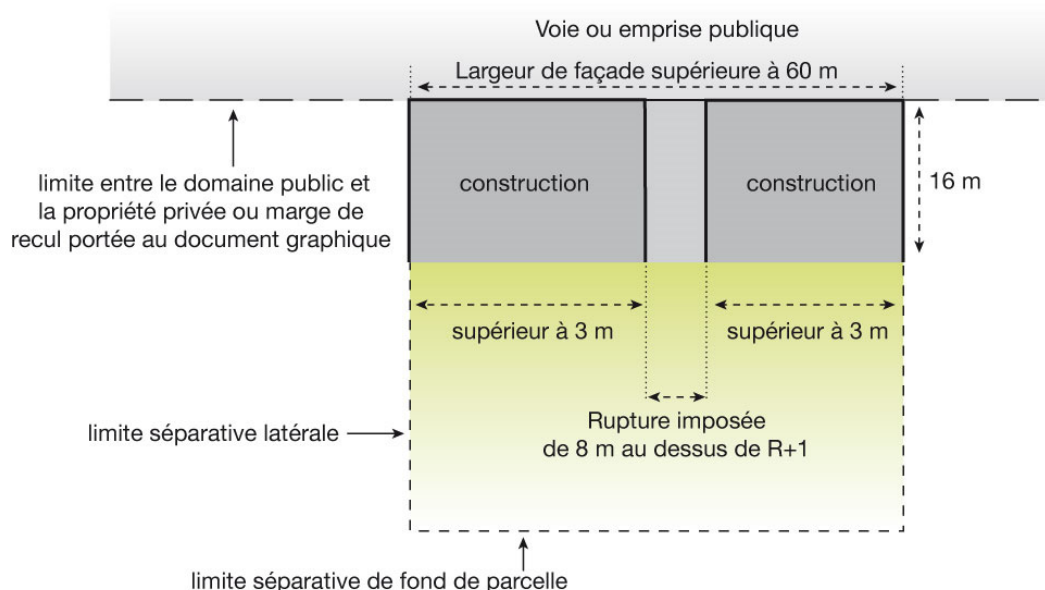 Voie ou emprise publique
Largeur de façade supérieure à 60 m
limite entre le domaine public et
la propriété privée ou marge de
recul portée au document graphique
construction
construction
16 m
supérieur à 3 m
supérieur à 3 m
Rupture imposée
de 8 m au dessus de R+1
limite séparative latérale
limite séparative de fond de parcelle